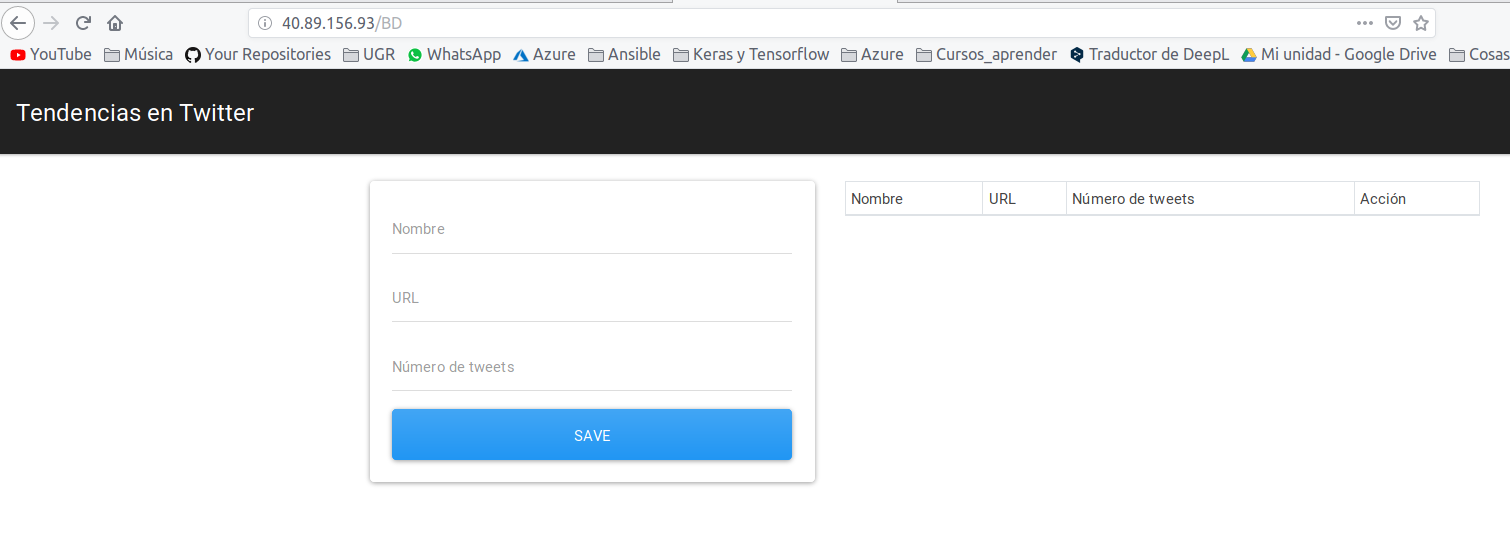 40.89.156.93/BD
YouTube Música Your Repositories UGR WhatsApp Azure Ansible Keras y Tensorflow Azure Cursos_aprender Traductor de DeepL Mi unidad - Google Drive Cosas
Tendencias en Twitter
Nombre
URL
Número de tweets
SAVE
Nombre URL Número de tweets Acción